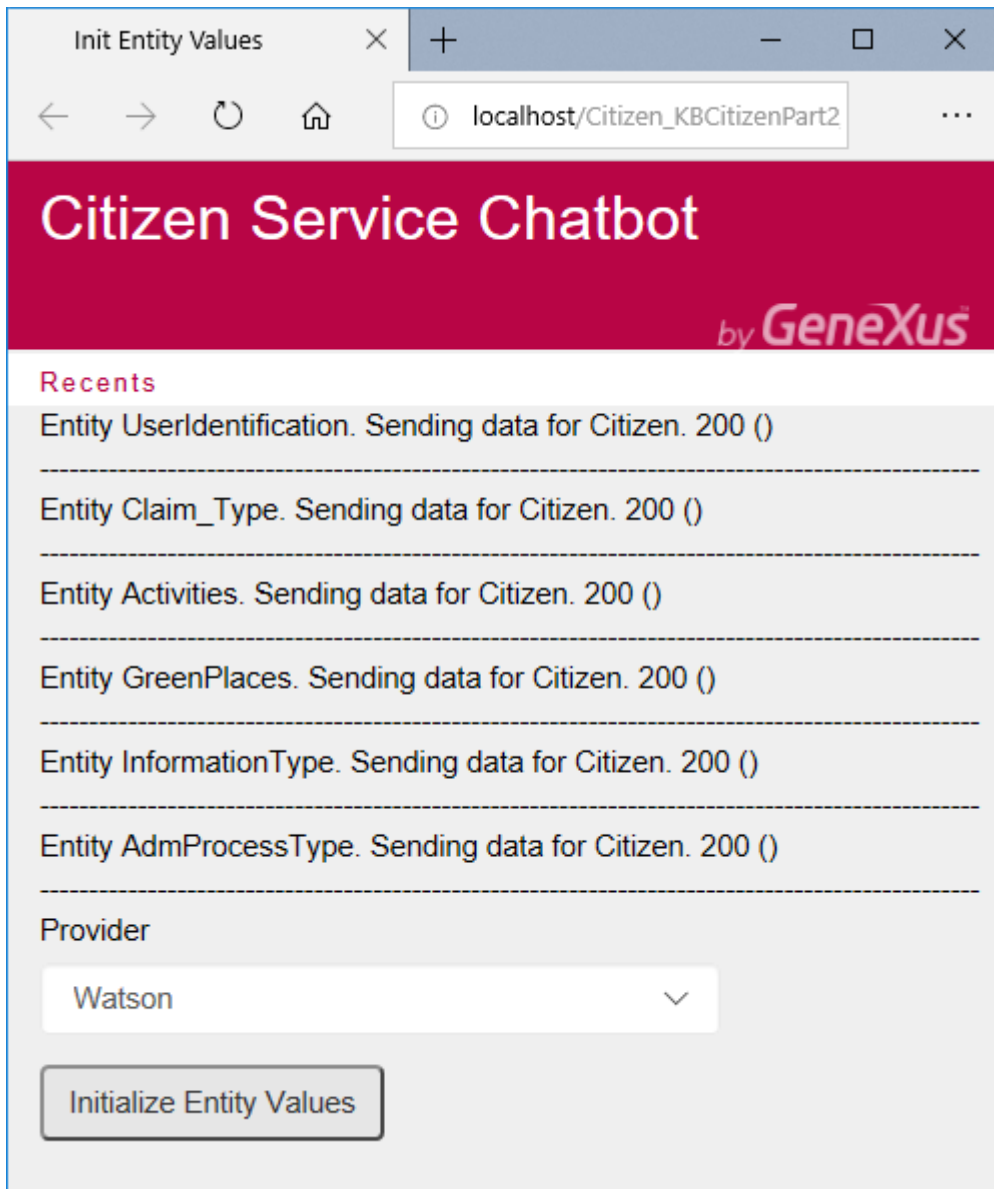 Init Entity Values
localhost/Citizen_KBCitizenPart2
Citizen Service Chatbot
by GeneXus™
Recents
Entity UserIdentification. Sending data for Citizen. 200 ()
--------------------------------------------------------------------------------------------------
Entity Claim_Type. Sending data for Citizen. 200 ()
--------------------------------------------------------------------------------------------------
Entity Activities. Sending data for Citizen. 200 ()
--------------------------------------------------------------------------------------------------
Entity GreenPlaces. Sending data for Citizen. 200 ()
--------------------------------------------------------------------------------------------------
Entity InformationType. Sending data for Citizen. 200 ()
--------------------------------------------------------------------------------------------------
Entity AdmProcessType. Sending data for Citizen. 200 ()
--------------------------------------------------------------------------------------------------
Provider
Watson
Initialize Entity Values